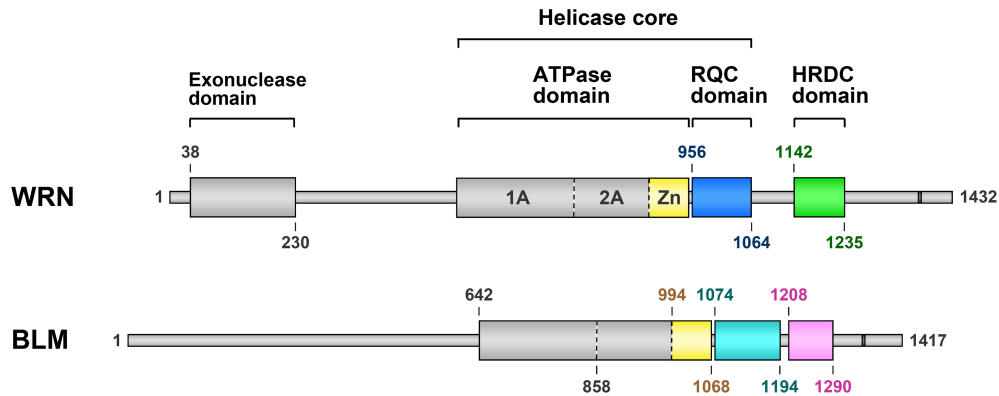 Helicase core
Exonuclease
domain
ATPase
domain
RQC
domain
HRDC
domain
38
956
1142
WRN
1
1A
2A
Zn
1432
230
1064
1235
642
994
1074
1208
BLM
1
1417
858
1068
1194
1290